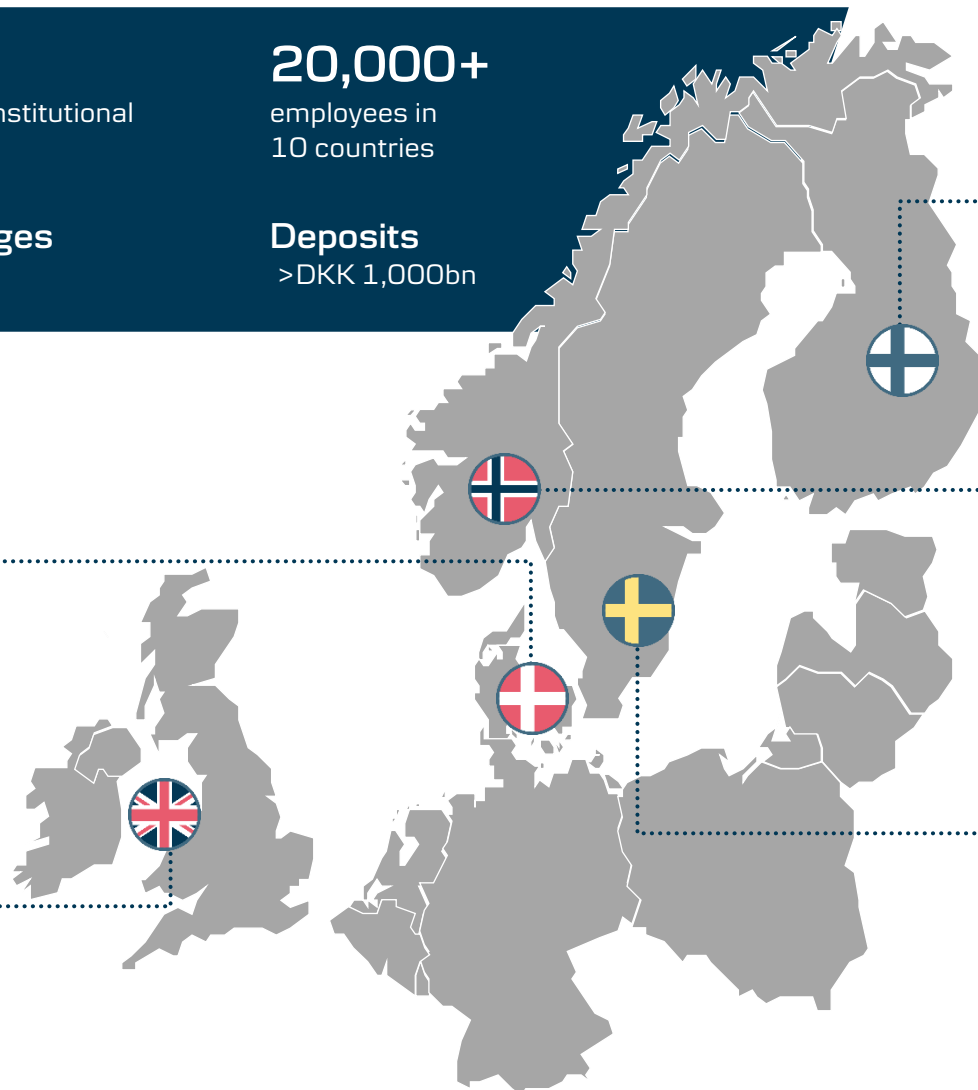 20,000+
nstitutional
employees in
10 countries
ges
Deposits
>DKK 1,000bn